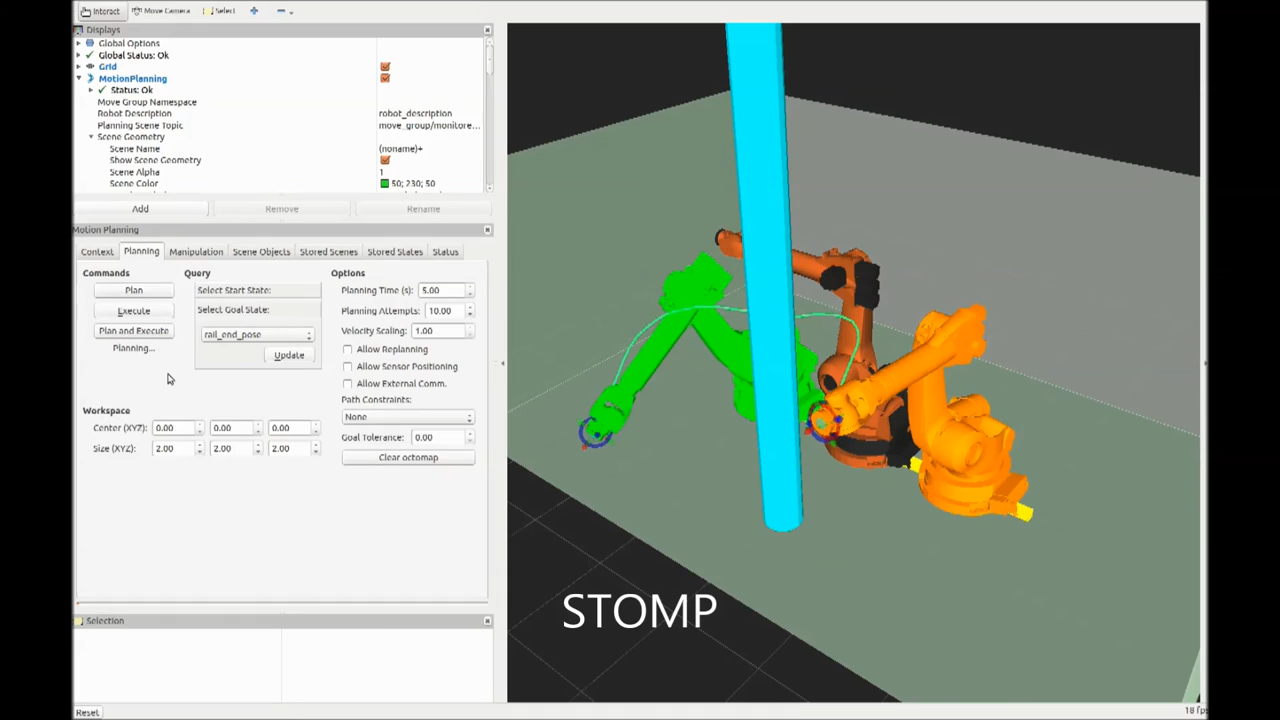 Interact Move Camera Select
Displays
Global Options
Global Status: Ok
Grid
MotionPlanning
Status: Ok
Move Group Namespace
Robot Description robot_description
Planning Scene Topic move_group/monitore...
Scene Geometry
Scene Name (noname)+
Show Scene Geometry
Scene Alpha 1
Scene Color 50; 230; 50
Add Remove Rename
Motion Planning
Context Planning Manipulation Scene Objects Stored Scenes Stored States Status
Commands Query Options
Plan Select Start State: Planning Time (s): 5.00
Execute Select Goal State: Planning Attempts: 10.00
Plan and Execute rail_end_pose Velocity Scaling: 1.00
Planning... Update Allow Replanning
Allow Sensor Positioning
Allow External Comm.
Path Constraints:
None
Workspace
Center (XYZ): 0.00 0.00 0.00 Goal Tolerance: 0.00
Size (XYZ): 2.00 2.00 2.00 Clear octomap
STOMP
Selection
Reset 18 fp